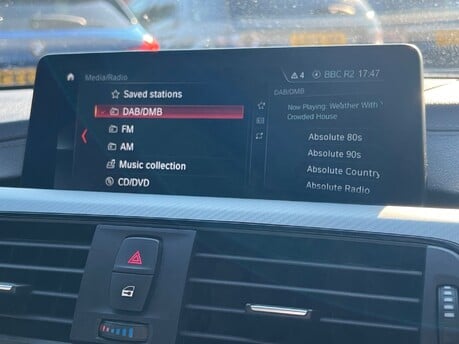 Media/Radio
4 BBC R2 17:47
Saved stations
DAB/DMB
FM
AM
Music collection
CD/DVD
DAB/DMB
Now Playing: Weather With
Crowded House
Absolute 80s
Absolute 90s
Absolute Country
Absolute Radio